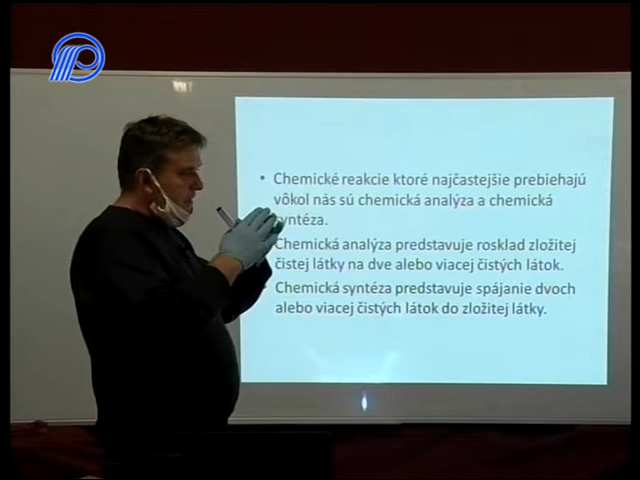 • Chemické reakcie ktoré najčastejšie prebiehajú
vôkol nás sú chemická analýza a chemická
syntéza.
Chemická analýza predstavuje rosklad zložitej
čistej látky na dve alebo viacej čistých látok.
Chemická syntéza predstavuje spájanie dvoch
alebo viacej čistých látok do zložitej látky.